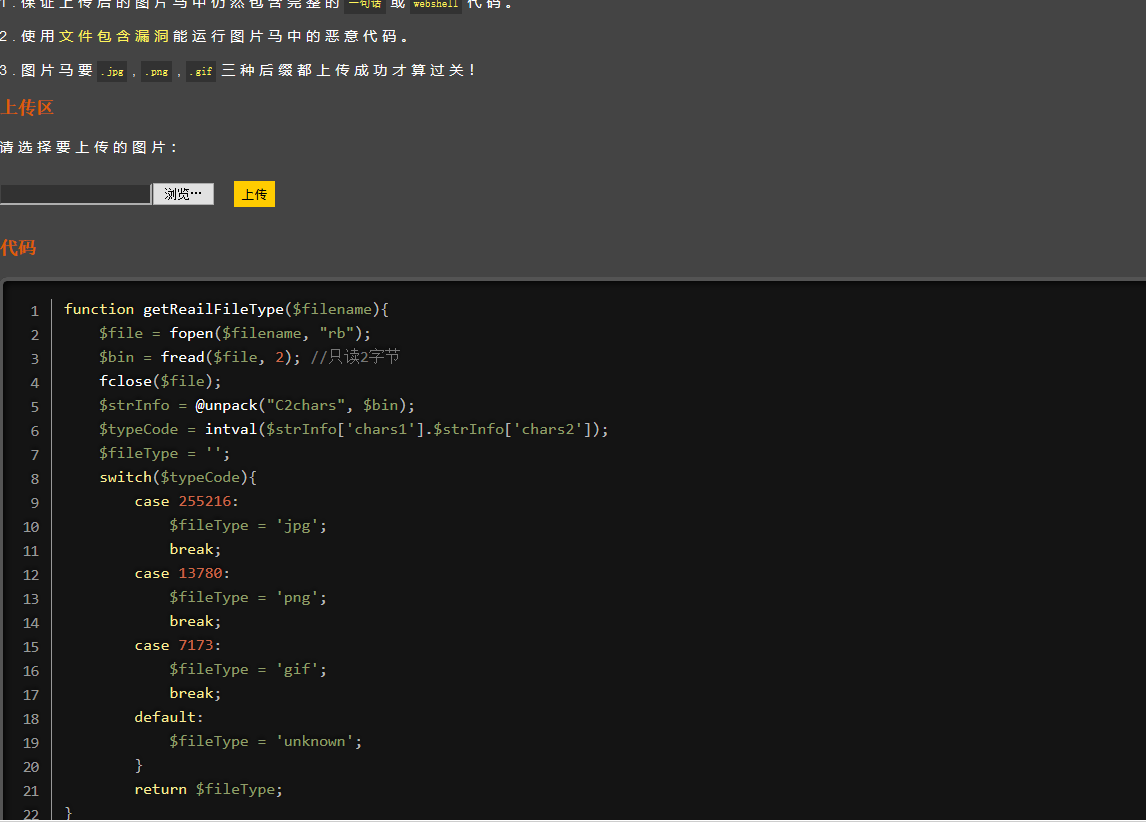 1.保证上传后的图片马中仍然包含完整的 一句话 或 webshell 代码。
2.使用文件包含漏洞能运行图片马中的恶意代码。
3.图片马要 .jpg , .png , .gif 三种后缀都上传成功才算过关!
上传区
请选择要上传的图片:
浏览… 上传
代码
1 function getReailFileType($filename){
2     $file = fopen($filename, "rb");
3     $bin = fread($file, 2); //只读2字节
4     fclose($file);
5     $strInfo = @unpack("C2chars", $bin);
6     $typeCode = intval($strInfo['chars1'].$strInfo['chars2']);
7     $fileType = '';
8     switch($typeCode){
9         case 255216:
10             $fileType = 'jpg';
11             break;
12         case 13780:
13             $fileType = 'png';
14             break;
15         case 7173:
16             $fileType = 'gif';
17             break;
18         default:
19             $fileType = 'unknown';
20         }
21         return $fileType;
22 }